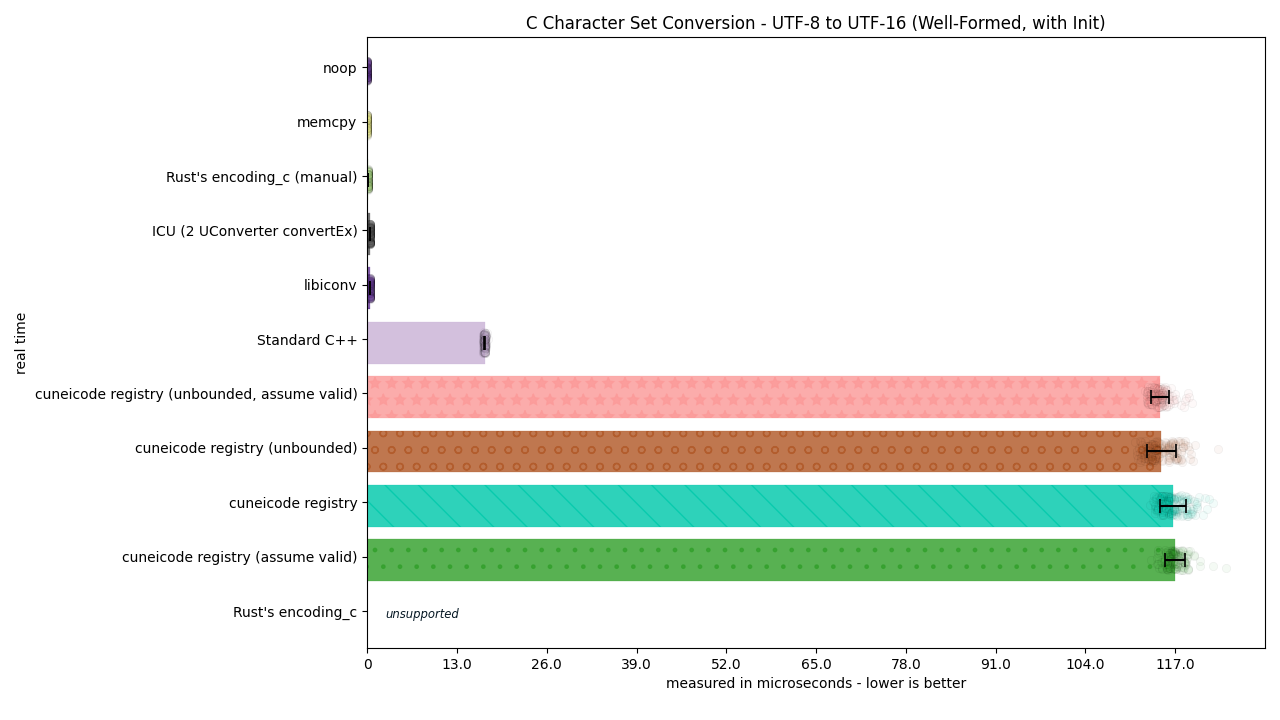 C Character Set Conversion - UTF-8 to UTF-16 (Well-Formed, with Init)
real time
noop
memcpy
Rust's encoding_c (manual)
ICU (2 UConverter convertEx)
libiconv
Standard C++
cuneicode registry (unbounded, assume valid)
cuneicode registry (unbounded)
cuneicode registry
cuneicode registry (assume valid)
Rust's encoding_c
unsupported
0 13.0 26.0 39.0 52.0 65.0 78.0 91.0 104.0 117.0
measured in microseconds - lower is better